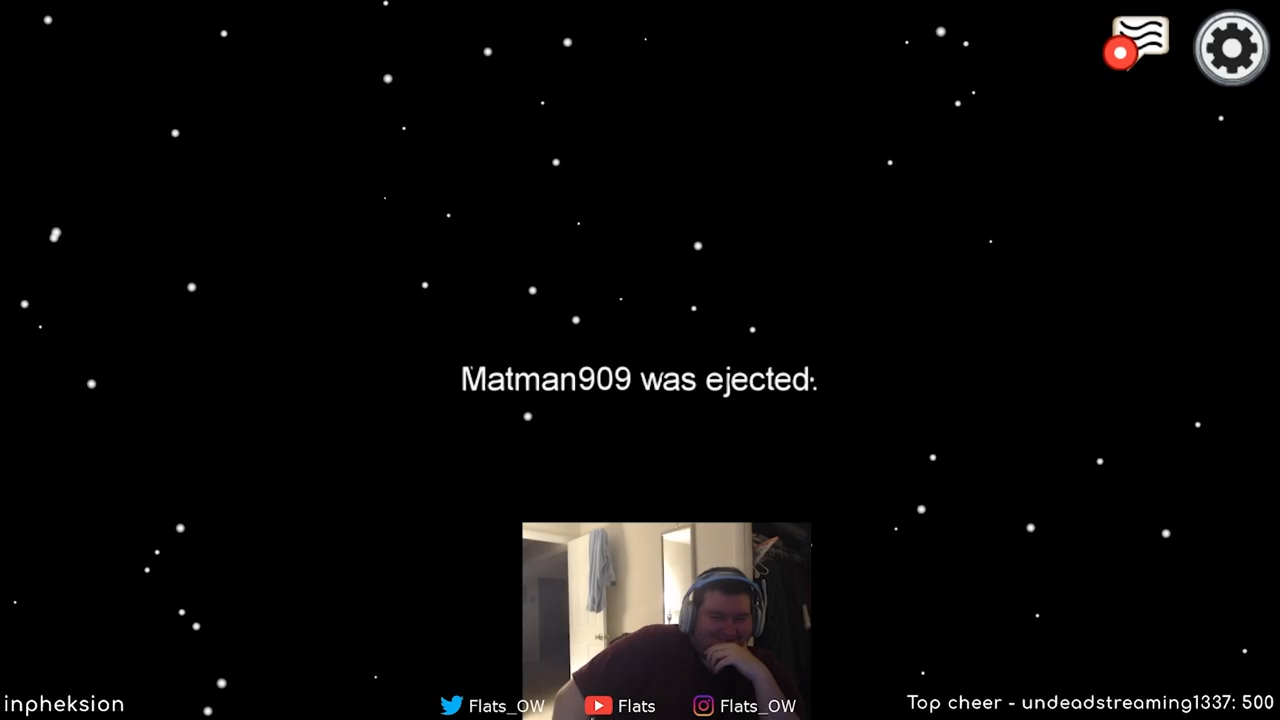 Matman909 was ejected.
inpheksion
Flats_OW
Flats
Flats_OW
Top cheer - undeadstreaming1337: 500